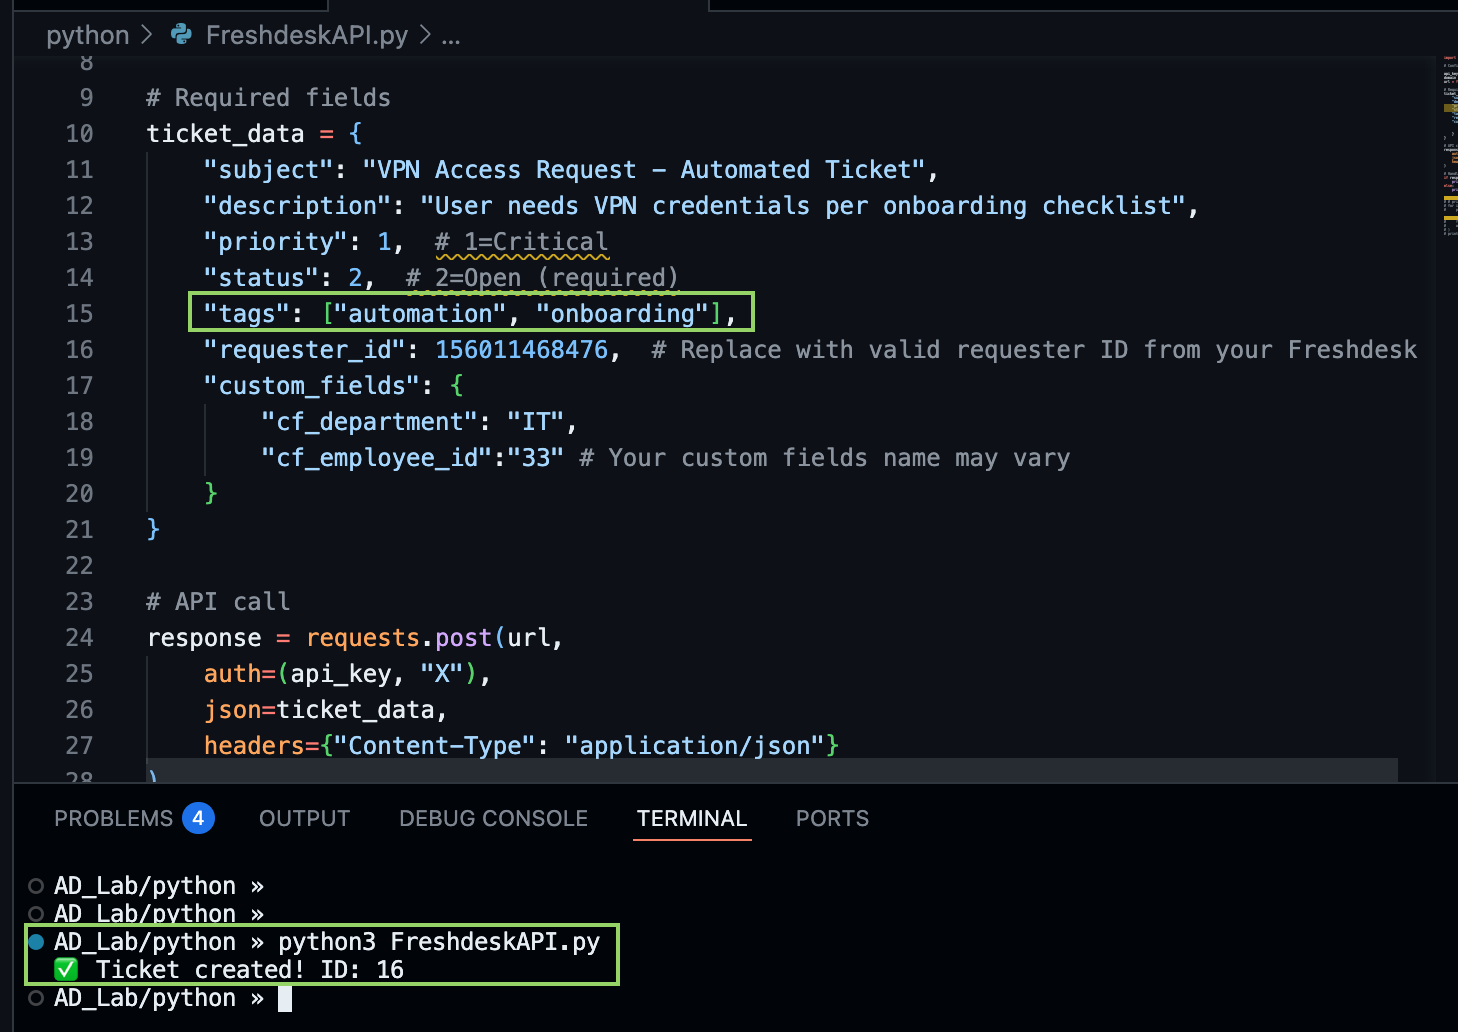 python > FreshdeskAPI.py > ...
8
9 # Required fields
10 ticket_data = {
11 "subject": "VPN Access Request – Automated Ticket",
12 "description": "User needs VPN credentials per onboarding checklist",
13 "priority": 1, # 1=Critical
14 "status": 2, # 2=Open (required)
15 "tags": ["automation", "onboarding"],
16 "requester_id": 156011468476, # Replace with valid requester ID from your Freshdesk
17 "custom_fields": {
18 "cf_department": "IT",
19 "cf_employee_id":"33" # Your custom fields name may vary
20 }
21 }
22
23 # API call
24 response = requests.post(url,
25 auth=(api_key, "X"),
26 json=ticket_data,
27 headers={"Content-Type": "application/json"}
28 )
PROBLEMS 4 OUTPUT DEBUG CONSOLE TERMINAL PORTS
AD_Lab/python »
AD_Lab/python »
AD_Lab/python » python3 FreshdeskAPI.py
✅ Ticket created! ID: 16
AD_Lab/python »